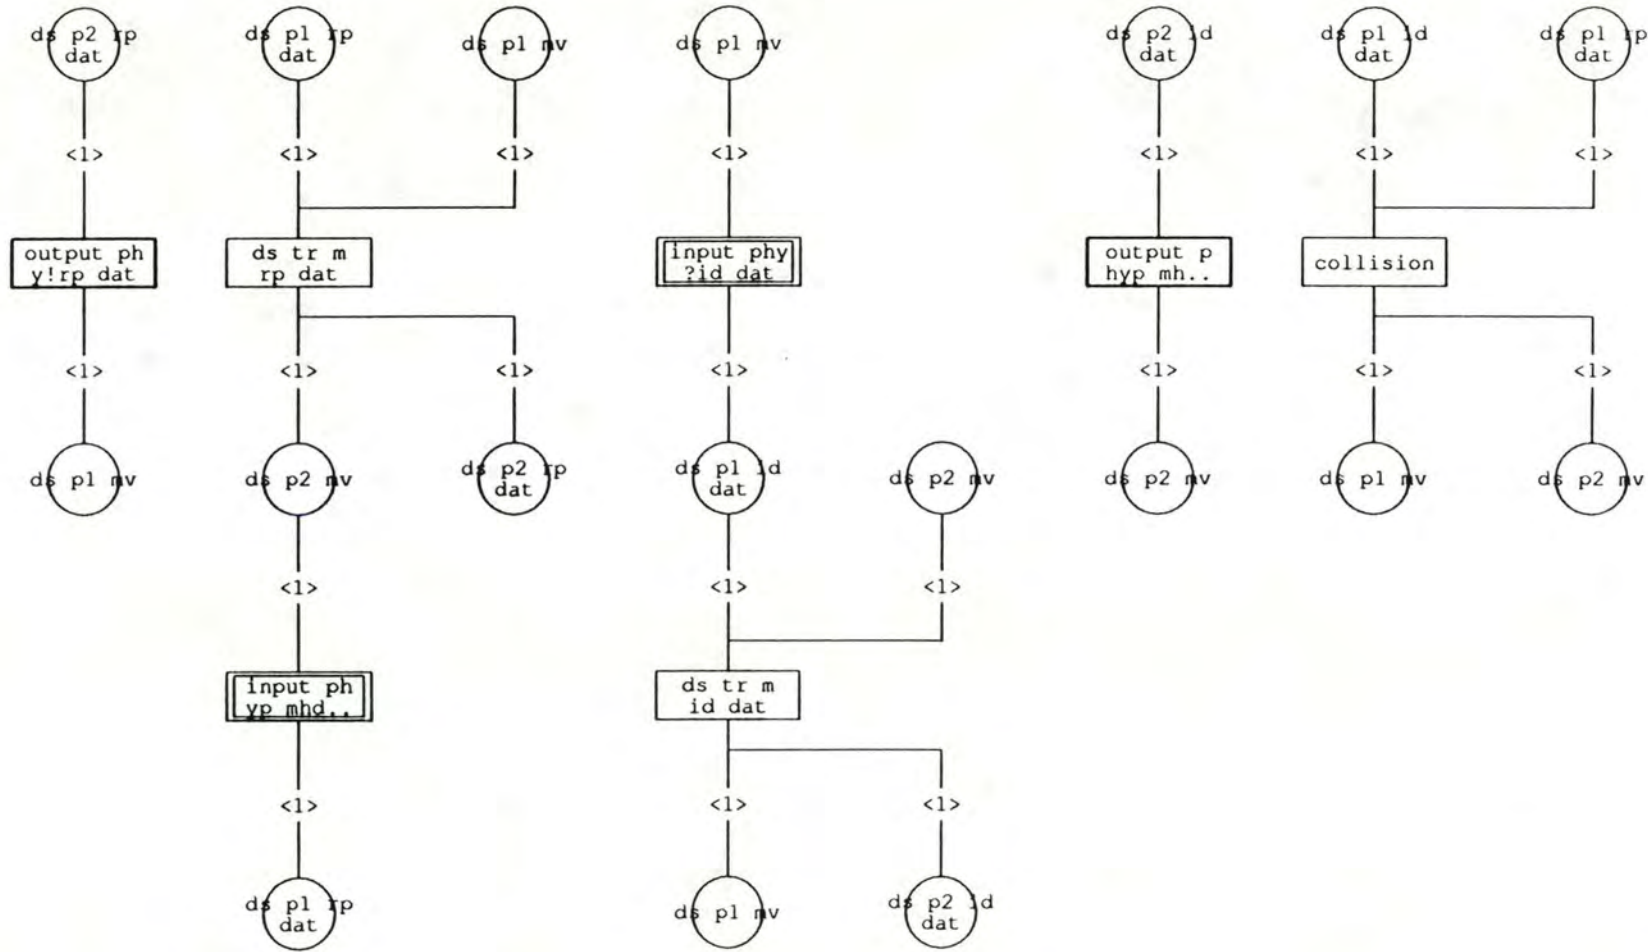 ds p2 rp
dat
ds p1 rp
dat
ds p1 mv
ds p1 mv
ds p2 id
dat
ds p1 id
dat
ds p1 rp
dat
<1>
<1>
<1>
<1>
<1>
<1>
<1>
output ph
y!rp dat
ds tr m
rp dat
input phy
?id dat
output p
hyp mh..
collision
<1>
<1>
<1>
<1>
<1>
<1>
<1>
ds p1 mv
ds p2 mv
ds p2 rp
dat
ds p1 id
dat
ds p2 mv
ds p2 mv
ds p1 mv
ds p2 mv
<1>
<1>
<1>
input ph
yp mhd..
ds tr m
id dat
<1>
<1>
<1>
ds p1 rp
dat
ds p1 mv
ds p2 id
dat